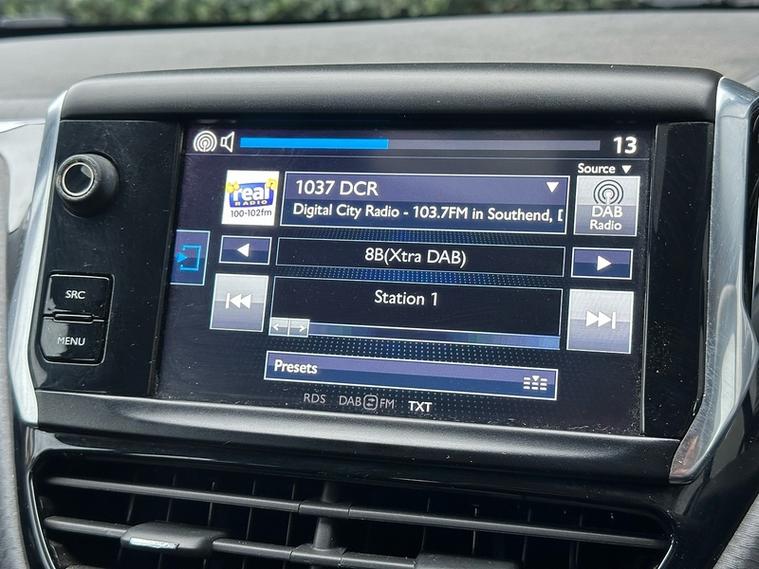 13
Source
real
RADIO
100-102fm
1037 DCR
Digital City Radio - 103.7FM in Southend, D
DAB
Radio
8B(Xtra DAB)
SRC
Station 1
MENU
Presets
RDS DAB FM TXT